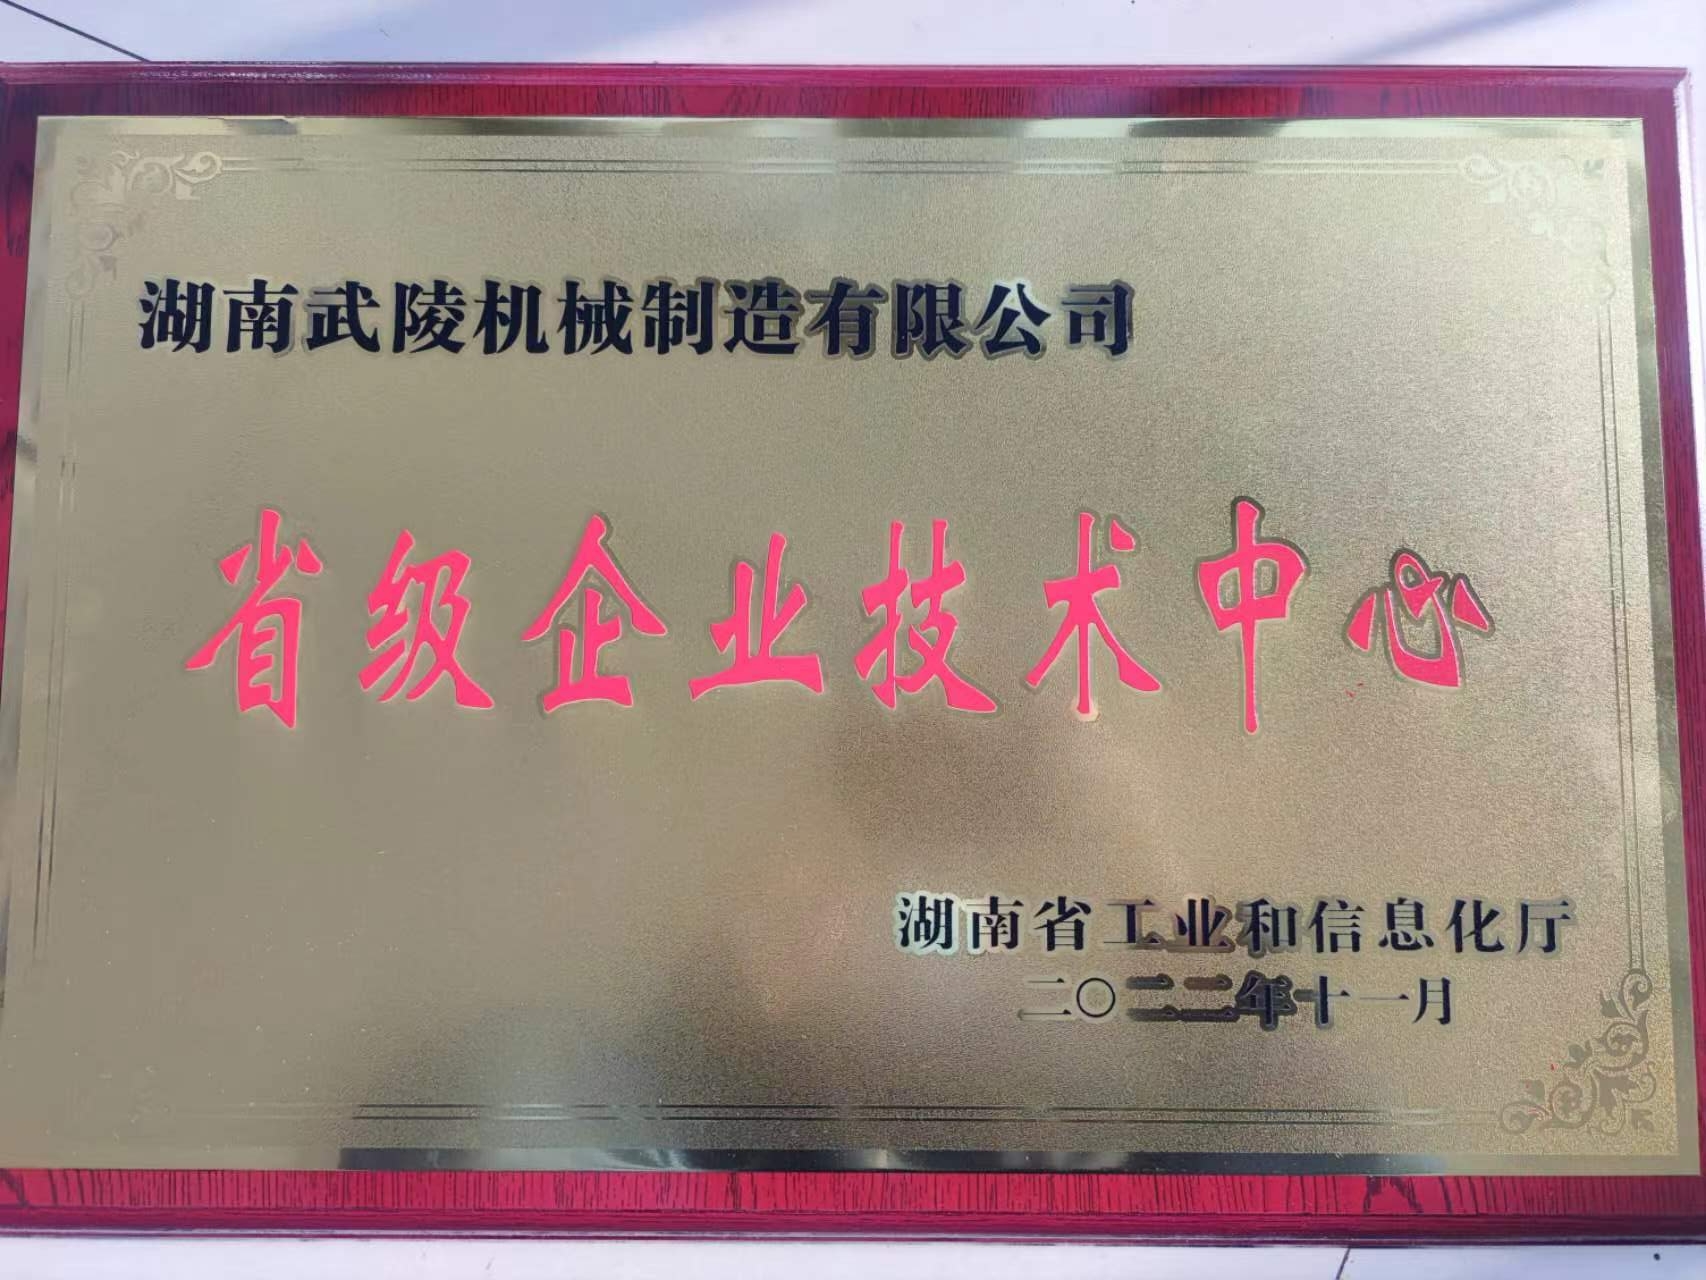 湖南武陵机械制造有限公司
省级企业技术中心
湖南省工业和信息化厅
二〇二二年十一月